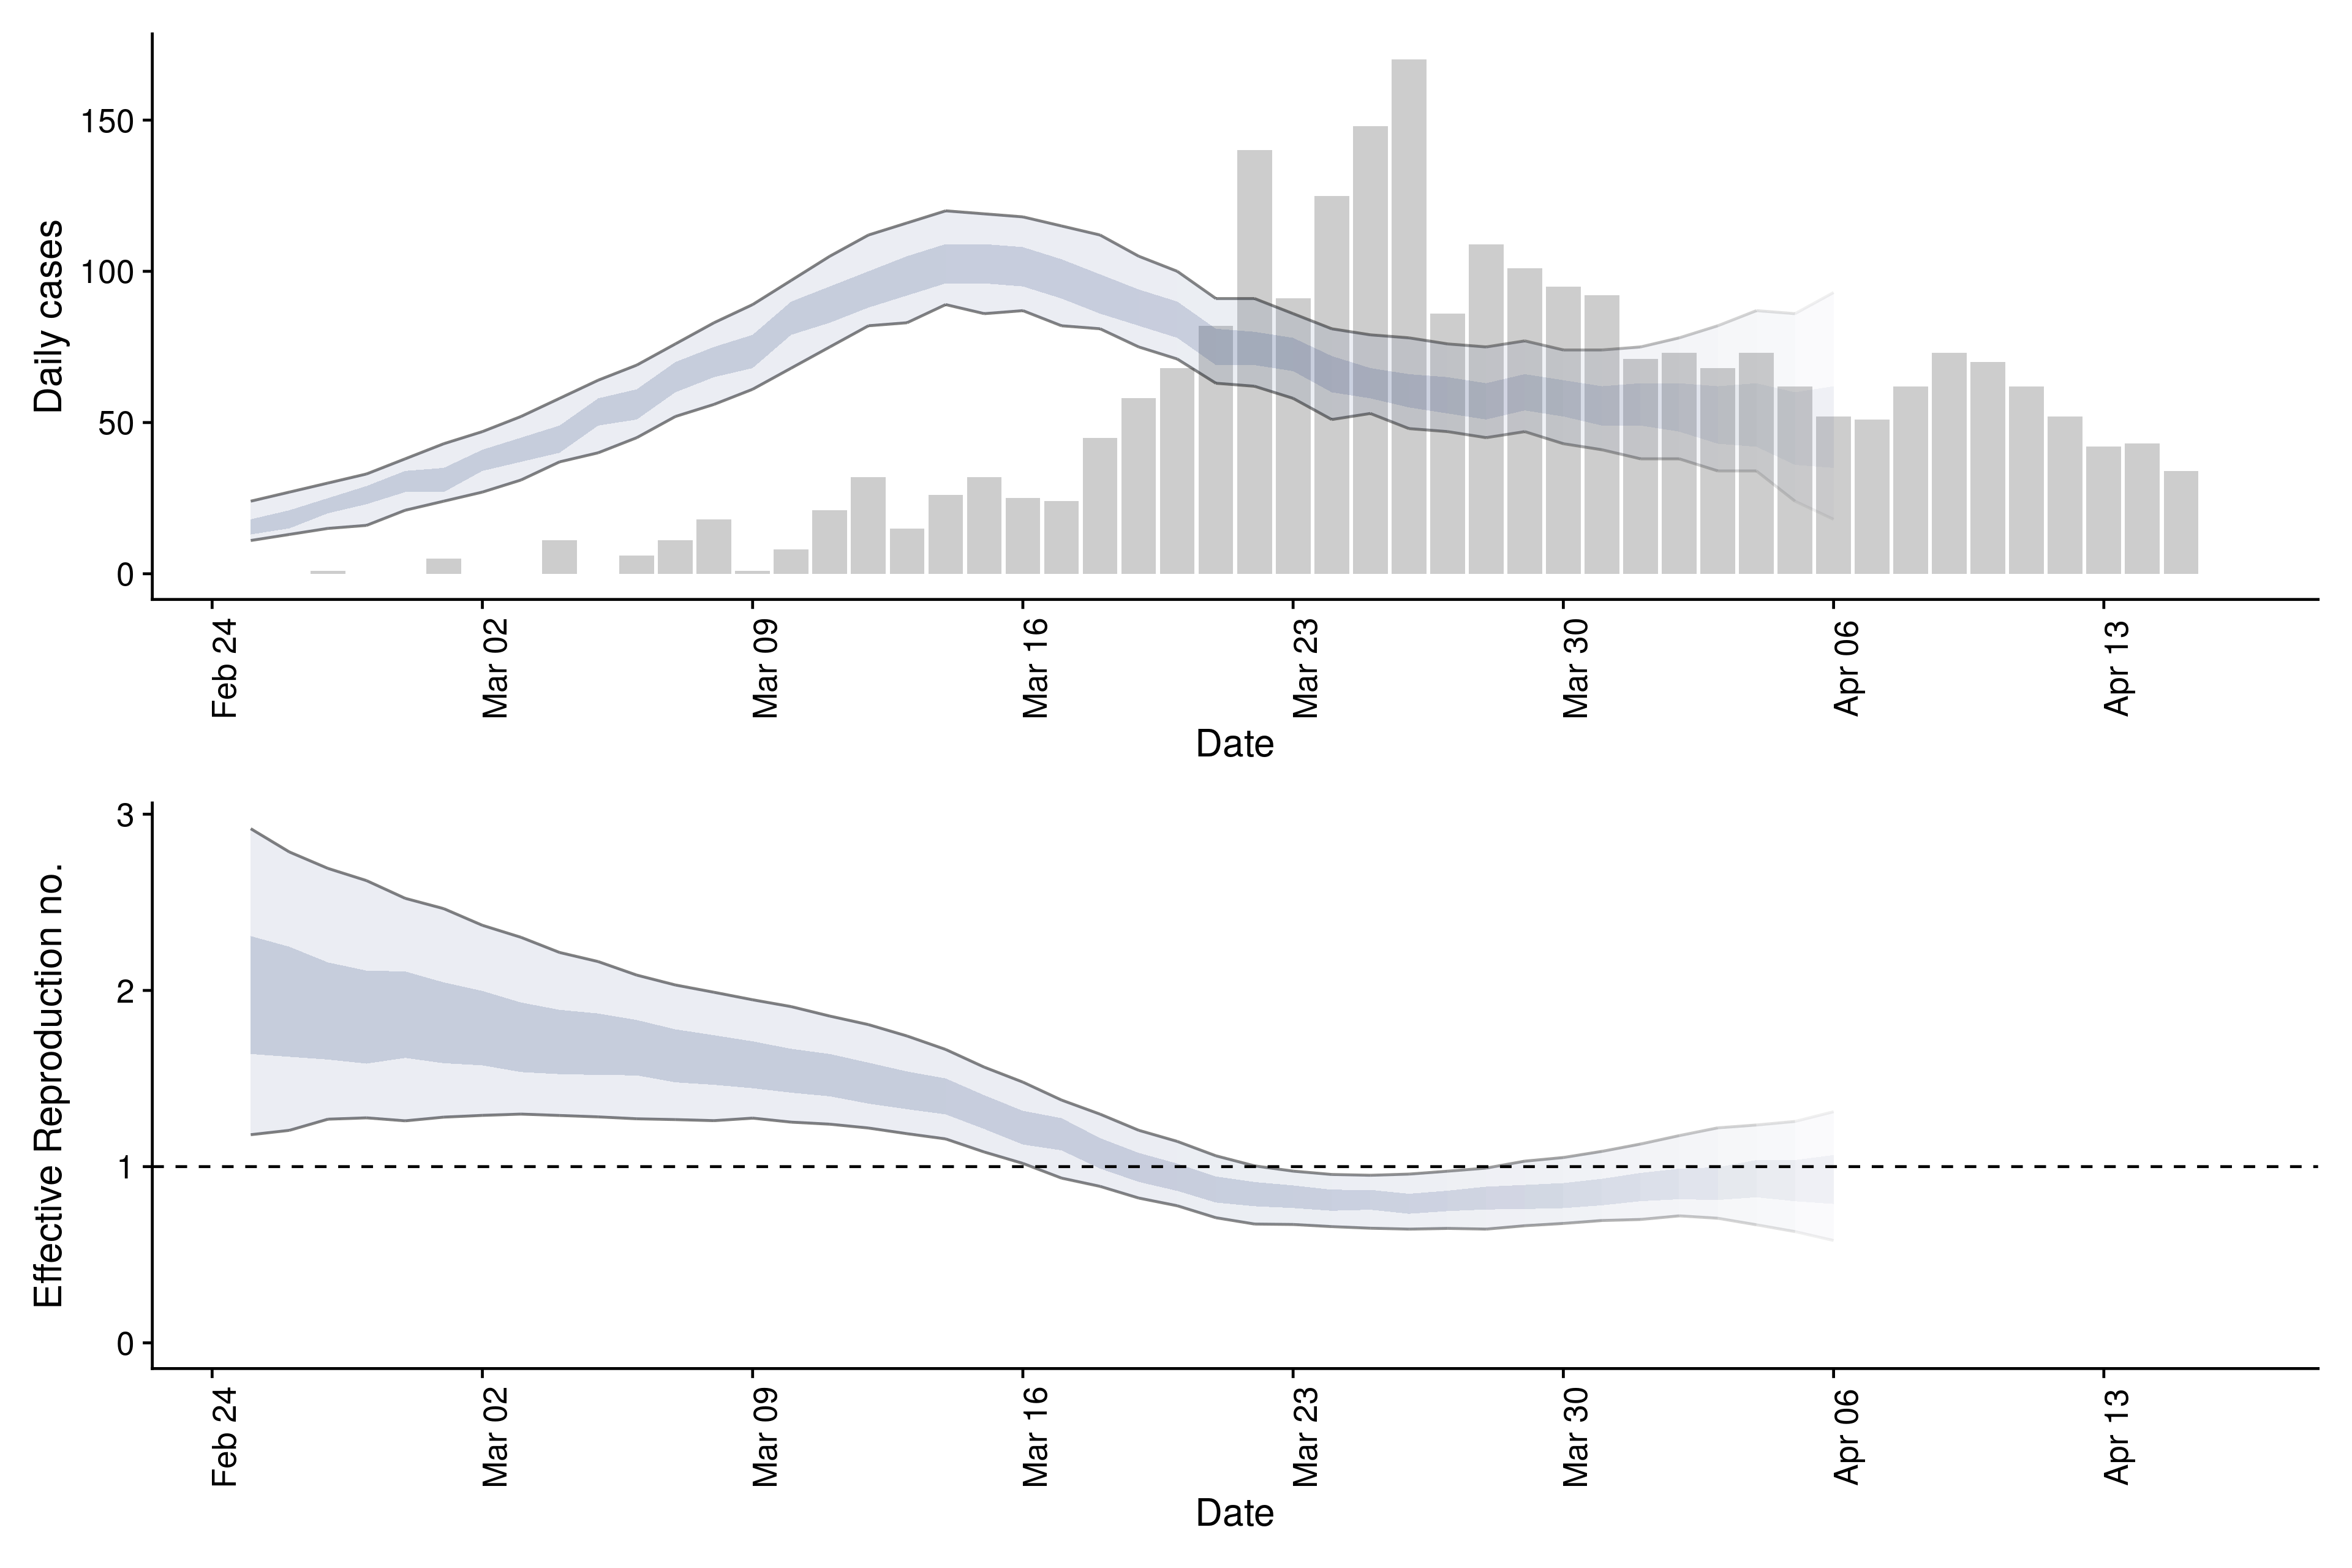 Daily cases
150
100
50
0
Feb 24
Mar 02
Mar 09
Mar 16
Mar 23
Mar 30
Apr 06
Apr 13
Date
Effective Reproduction no.
3
2
1
0
Feb 24
Mar 02
Mar 09
Mar 16
Mar 23
Mar 30
Apr 06
Apr 13
Date